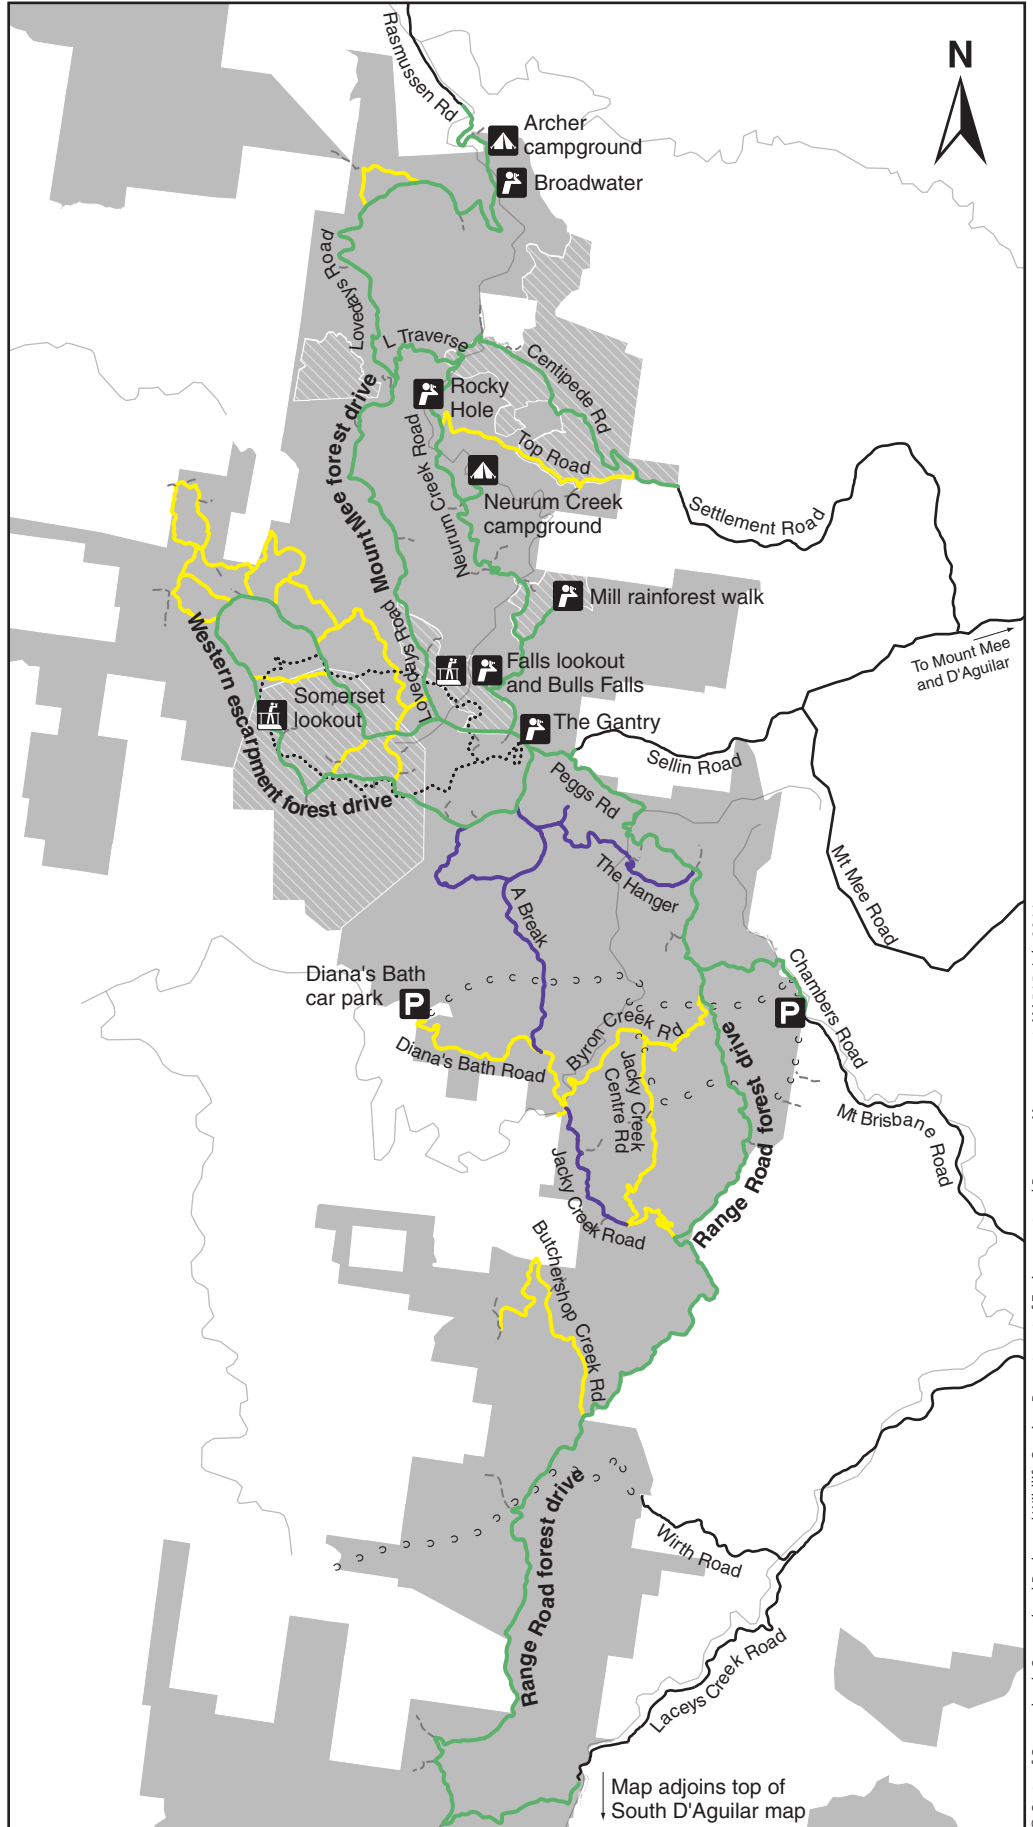 Rasmussen Rd
N
Archer
campground
Broadwater
Lovedays Road
L Traverse
Centipede Rd
Rocky
Hole
Mount Mee forest drive
Neurum Creek Road
Top Road
Neurum Creek
campground
Settlement Road
Mill rainforest walk
To Mount Mee
and D'Aguilar
Western escarpment forest drive
Lovedays Road
Falls lookout
and Bulls Falls
Somerset
lookout
The Gantry
Sellin Road
Peggs Rd
The Hanger
A Break
Mt Mee Road
Diana's Bath
car park
P
P
Chambers Road
Diana's Bath Road
Byron Creek Rd
Jacky Creek
Centre Rd
Range Road forest drive
Mt Brisbane Road
Jacky Creek Road
Butchershop Creek Rd
Range Road forest drive
Wirth Road
Laceys Creek Road
Map adjoins top of
South D'Aguilar map